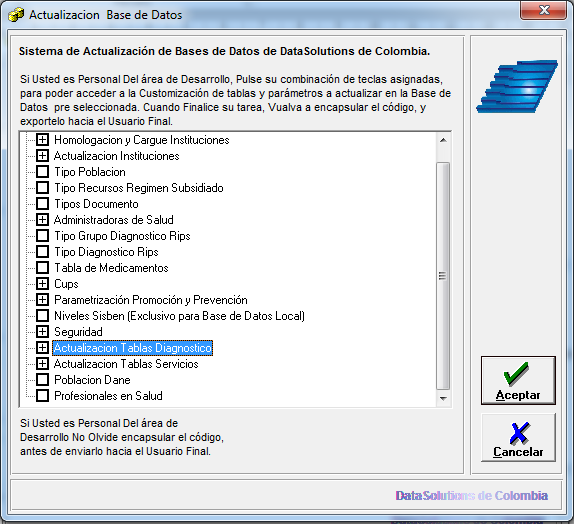 Actualizacion  Base de Datos
Sistema de Actualización de Bases de Datos de DataSolutions de Colombia.
Si Usted es Personal Del área de Desarrollo, Pulse su combinación de teclas asignadas,
para poder acceder a la Customización de tablas y parámetros a actualizar en la Base de
Datos  pre seleccionada. Cuando Finalice su tarea, Vualva a encapsular el código, y
exportelo hacia el Usuario Final.
Homologacion y Cargue Instituciones
Actualizacion Instituciones
Tipo Poblacion
Tipo Recursos Regimen Subsidiado
Tipos Documento
Administradoras de Salud
Tipo Grupo Diagnostico Rips
Tipo Diagnostico Rips
Tabla de Medicamentos
Cups
Parametrización Promoción y Prevención
Niveles Sisben (Exclusivo para Base de Datos Local)
Seguridad
Actualizacion Tablas Diagnostico
Actualizacion Tablas Servicios
Poblacion Dane
Profesionales en Salud
Aceptar
Cancelar
Si Usted es Personal Del área de
Desarrollo No Olvide encapsular el código,
antes de enviarlo hacia el Usuario Final.
DataSolutions de Colombia